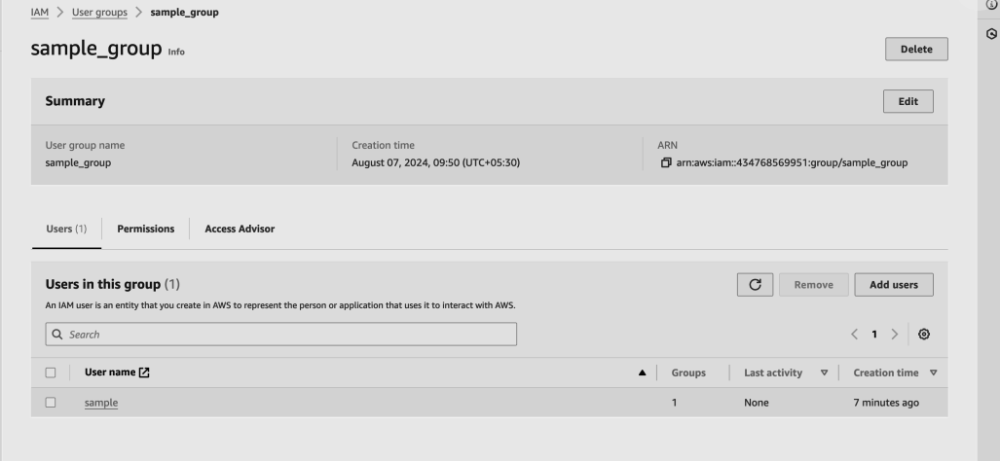 IAM > User groups > sample_group
sample_group Info
Delete
Summary
Edit
User group name
sample_group
Creation time
August 07, 2024, 09:50 (UTC+05:30)
ARN
arn:aws:iam::434768569951:group/sample_group
Users (1) Permissions Access Advisor
Users in this group (1)
Remove Add users
An IAM user is an entity that you create in AWS to represent the person or application that uses it to interact with AWS.
Search
< 1 >
User name Groups Last activity Creation time
sample 1 None 7 minutes ago